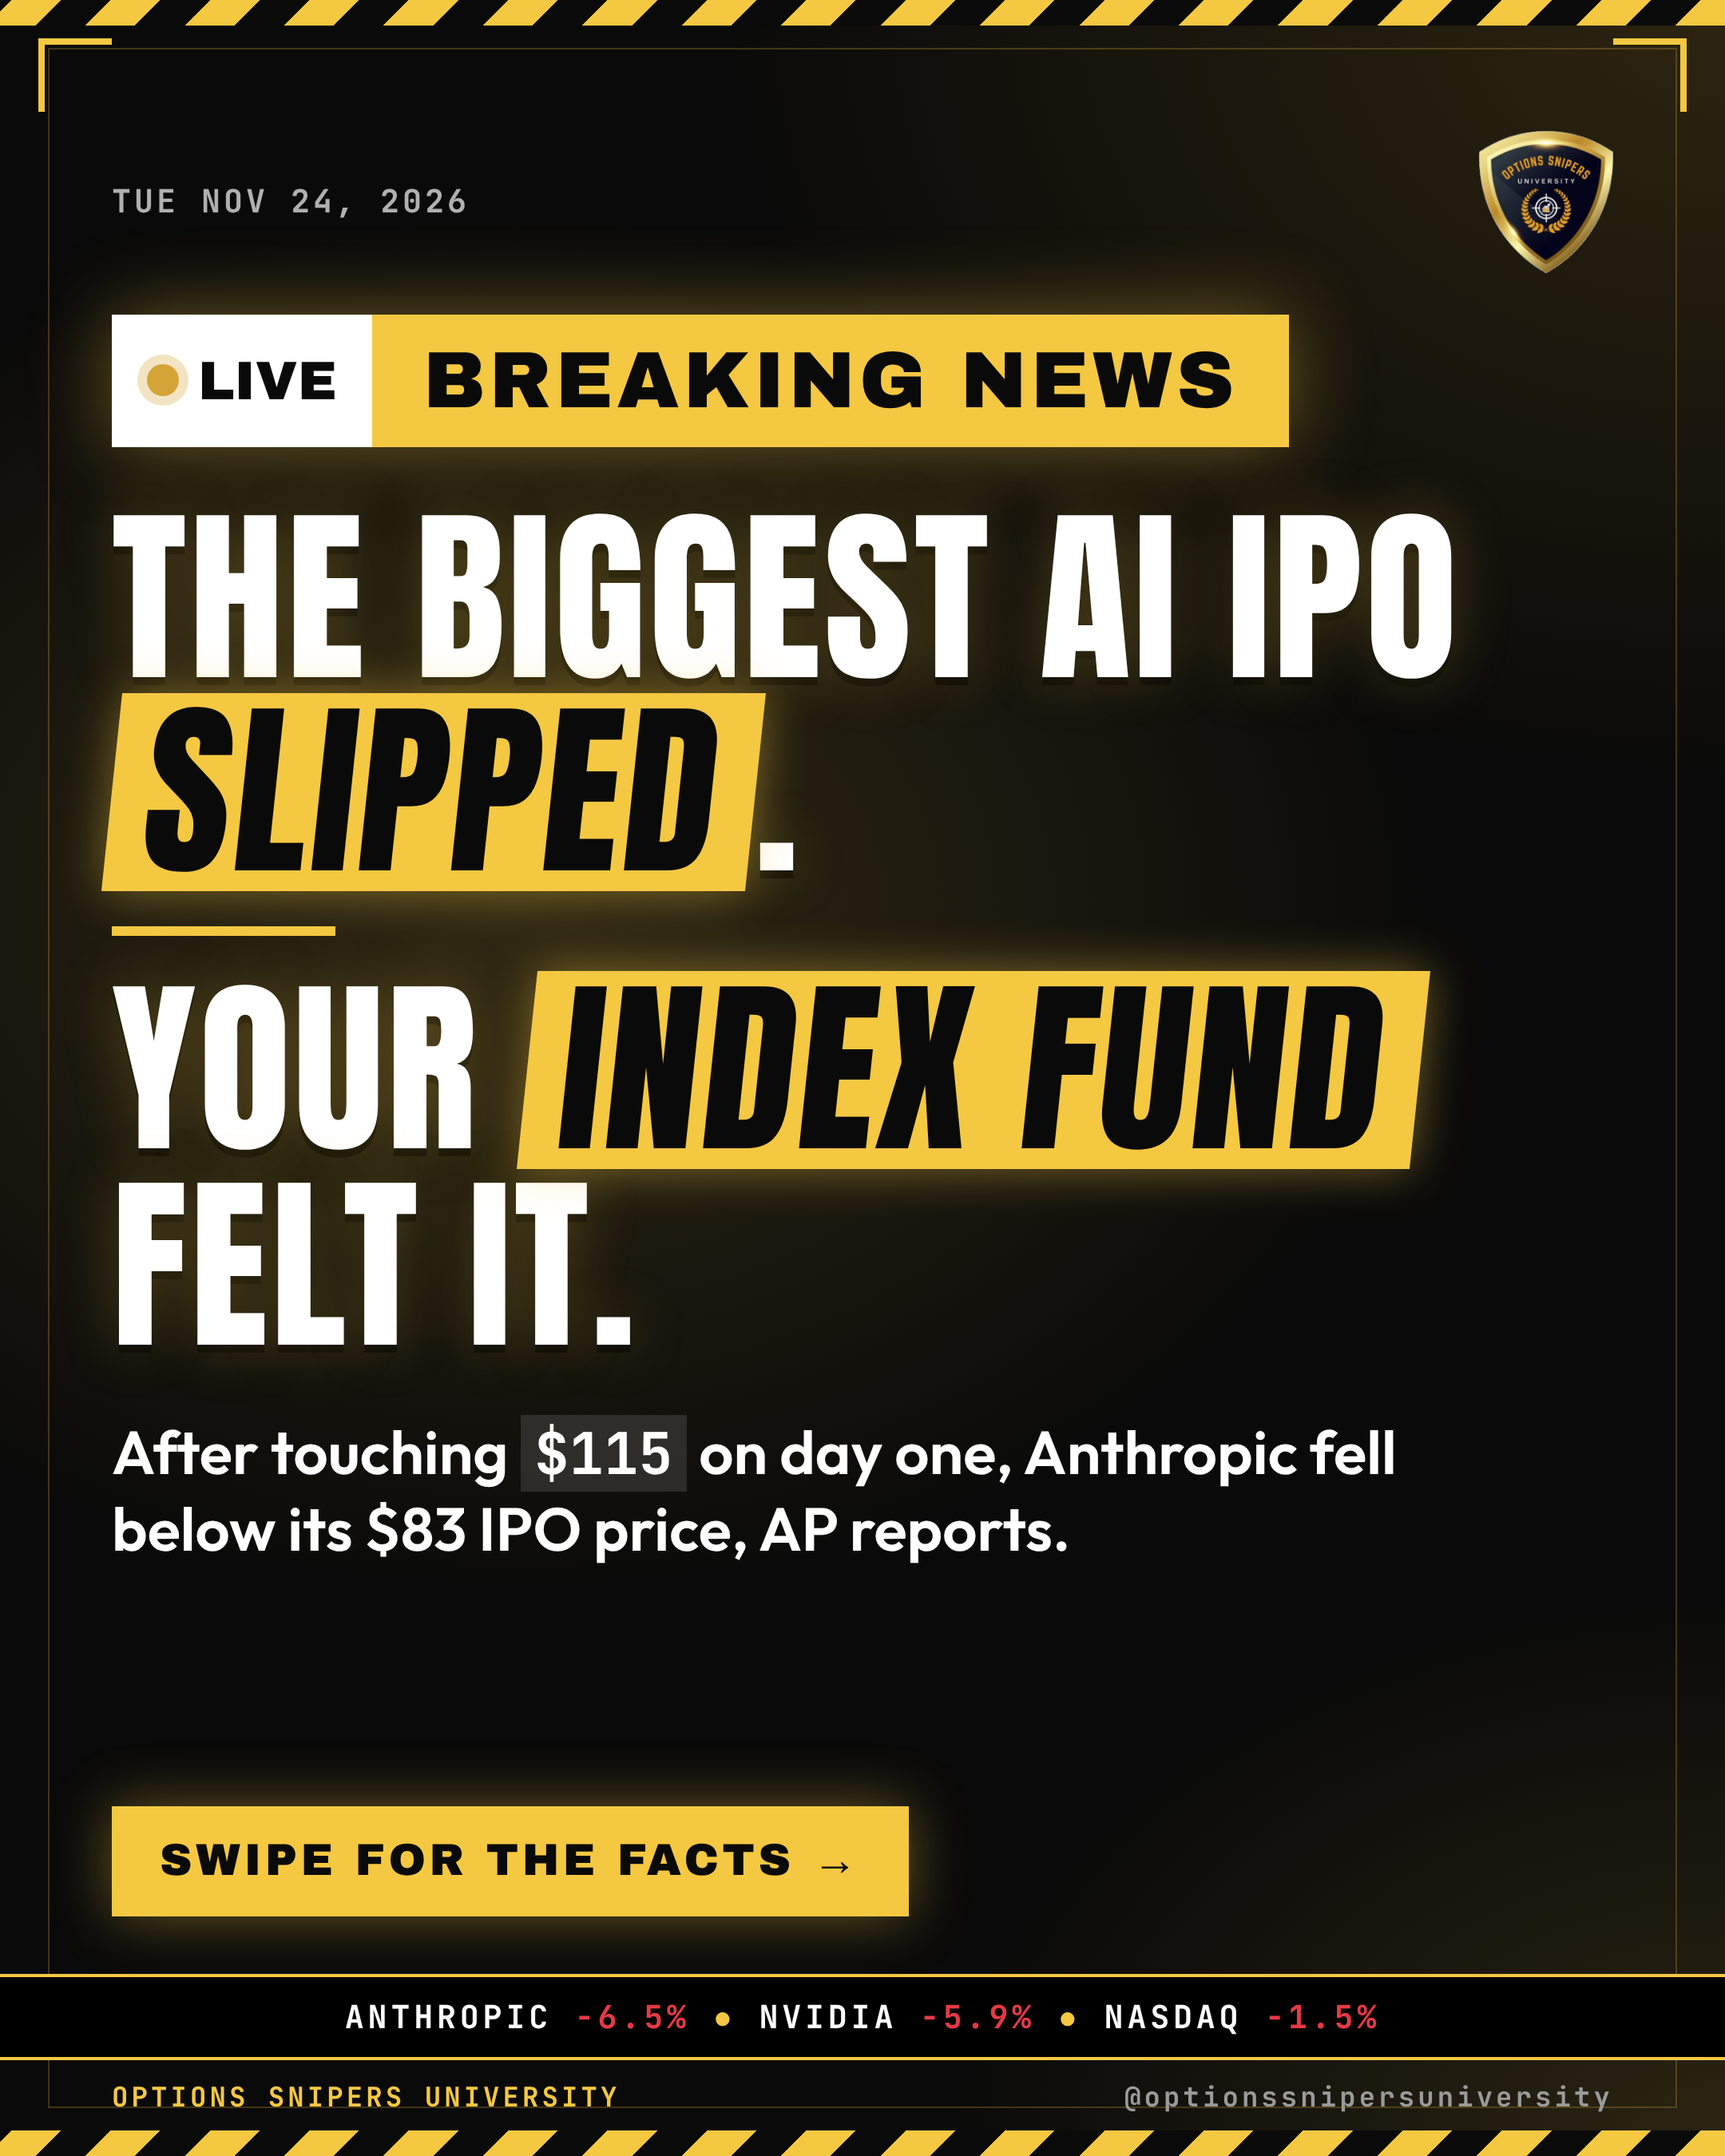 TUE NOV 24, 2026
OPTIONS SNIPERS
UNIVERSITY
LIVE
BREAKING NEWS
THE BIGGEST AI IPO
SLIPPED.
YOUR INDEX FUND
FELT IT.
After touching $115 on day one, Anthropic fell
below its $83 IPO price, AP reports.
SWIPE FOR THE FACTS →
ANTHROPIC -6.5% • NVIDIA -5.9% • NASDAQ -1.5%
OPTIONS SNIPERS UNIVERSITY
@optionssnipersuniversity